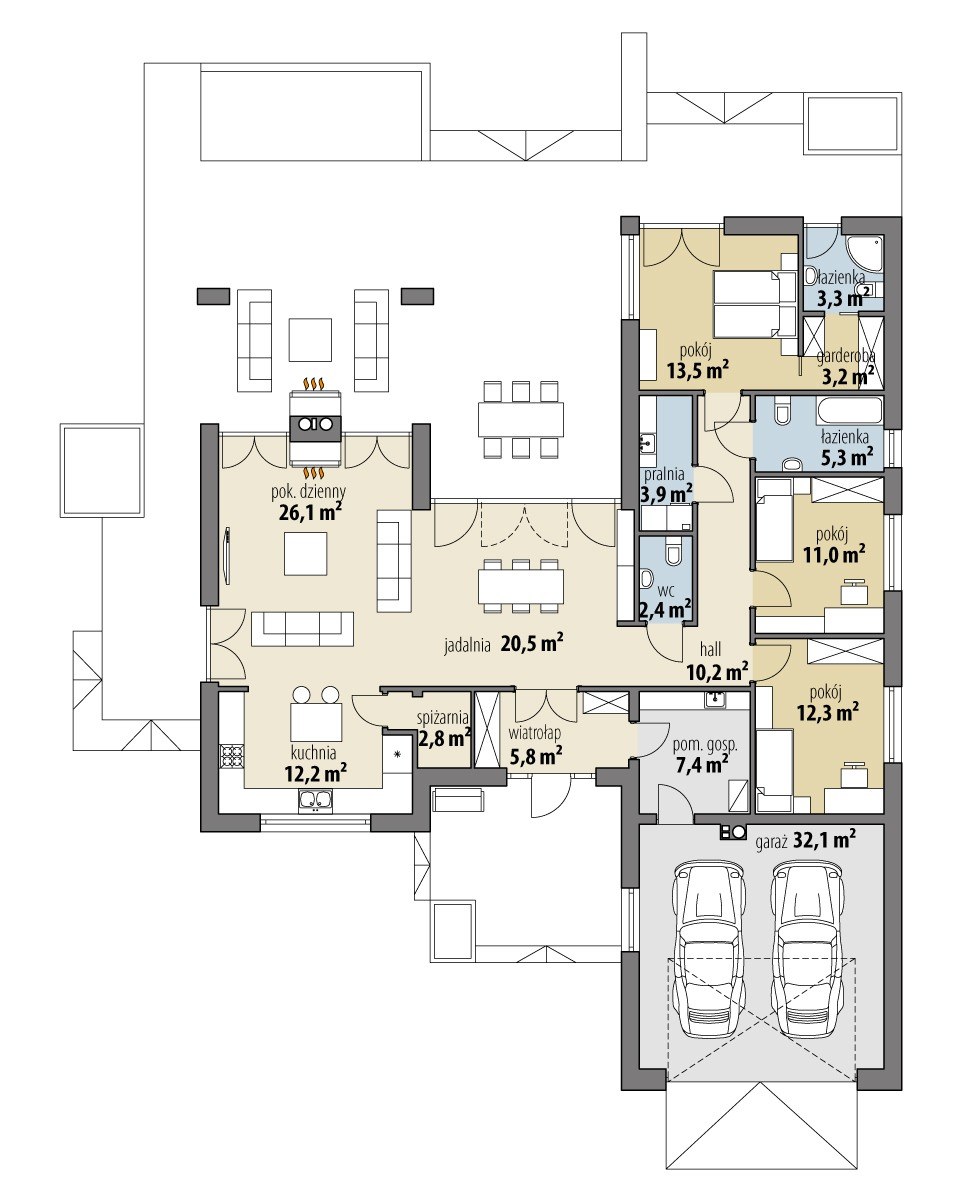 łazienka
3,3 m²
pokój
13,5 m²
garderoba
3,2 m²
łazienka
5,3 m²
pralnia
3,9 m²
pok. dzienny
26,1 m²
pokój
11,0 m²
wc
2,4 m²
jadalnia 20,5 m²
hall
10,2 m²
pokój
12,3 m²
spiżarnia
2,8 m²
wiatrołap
5,8 m²
kuchnia
12,2 m²
pom. gosp.
7,4 m²
garaż 32,1 m²